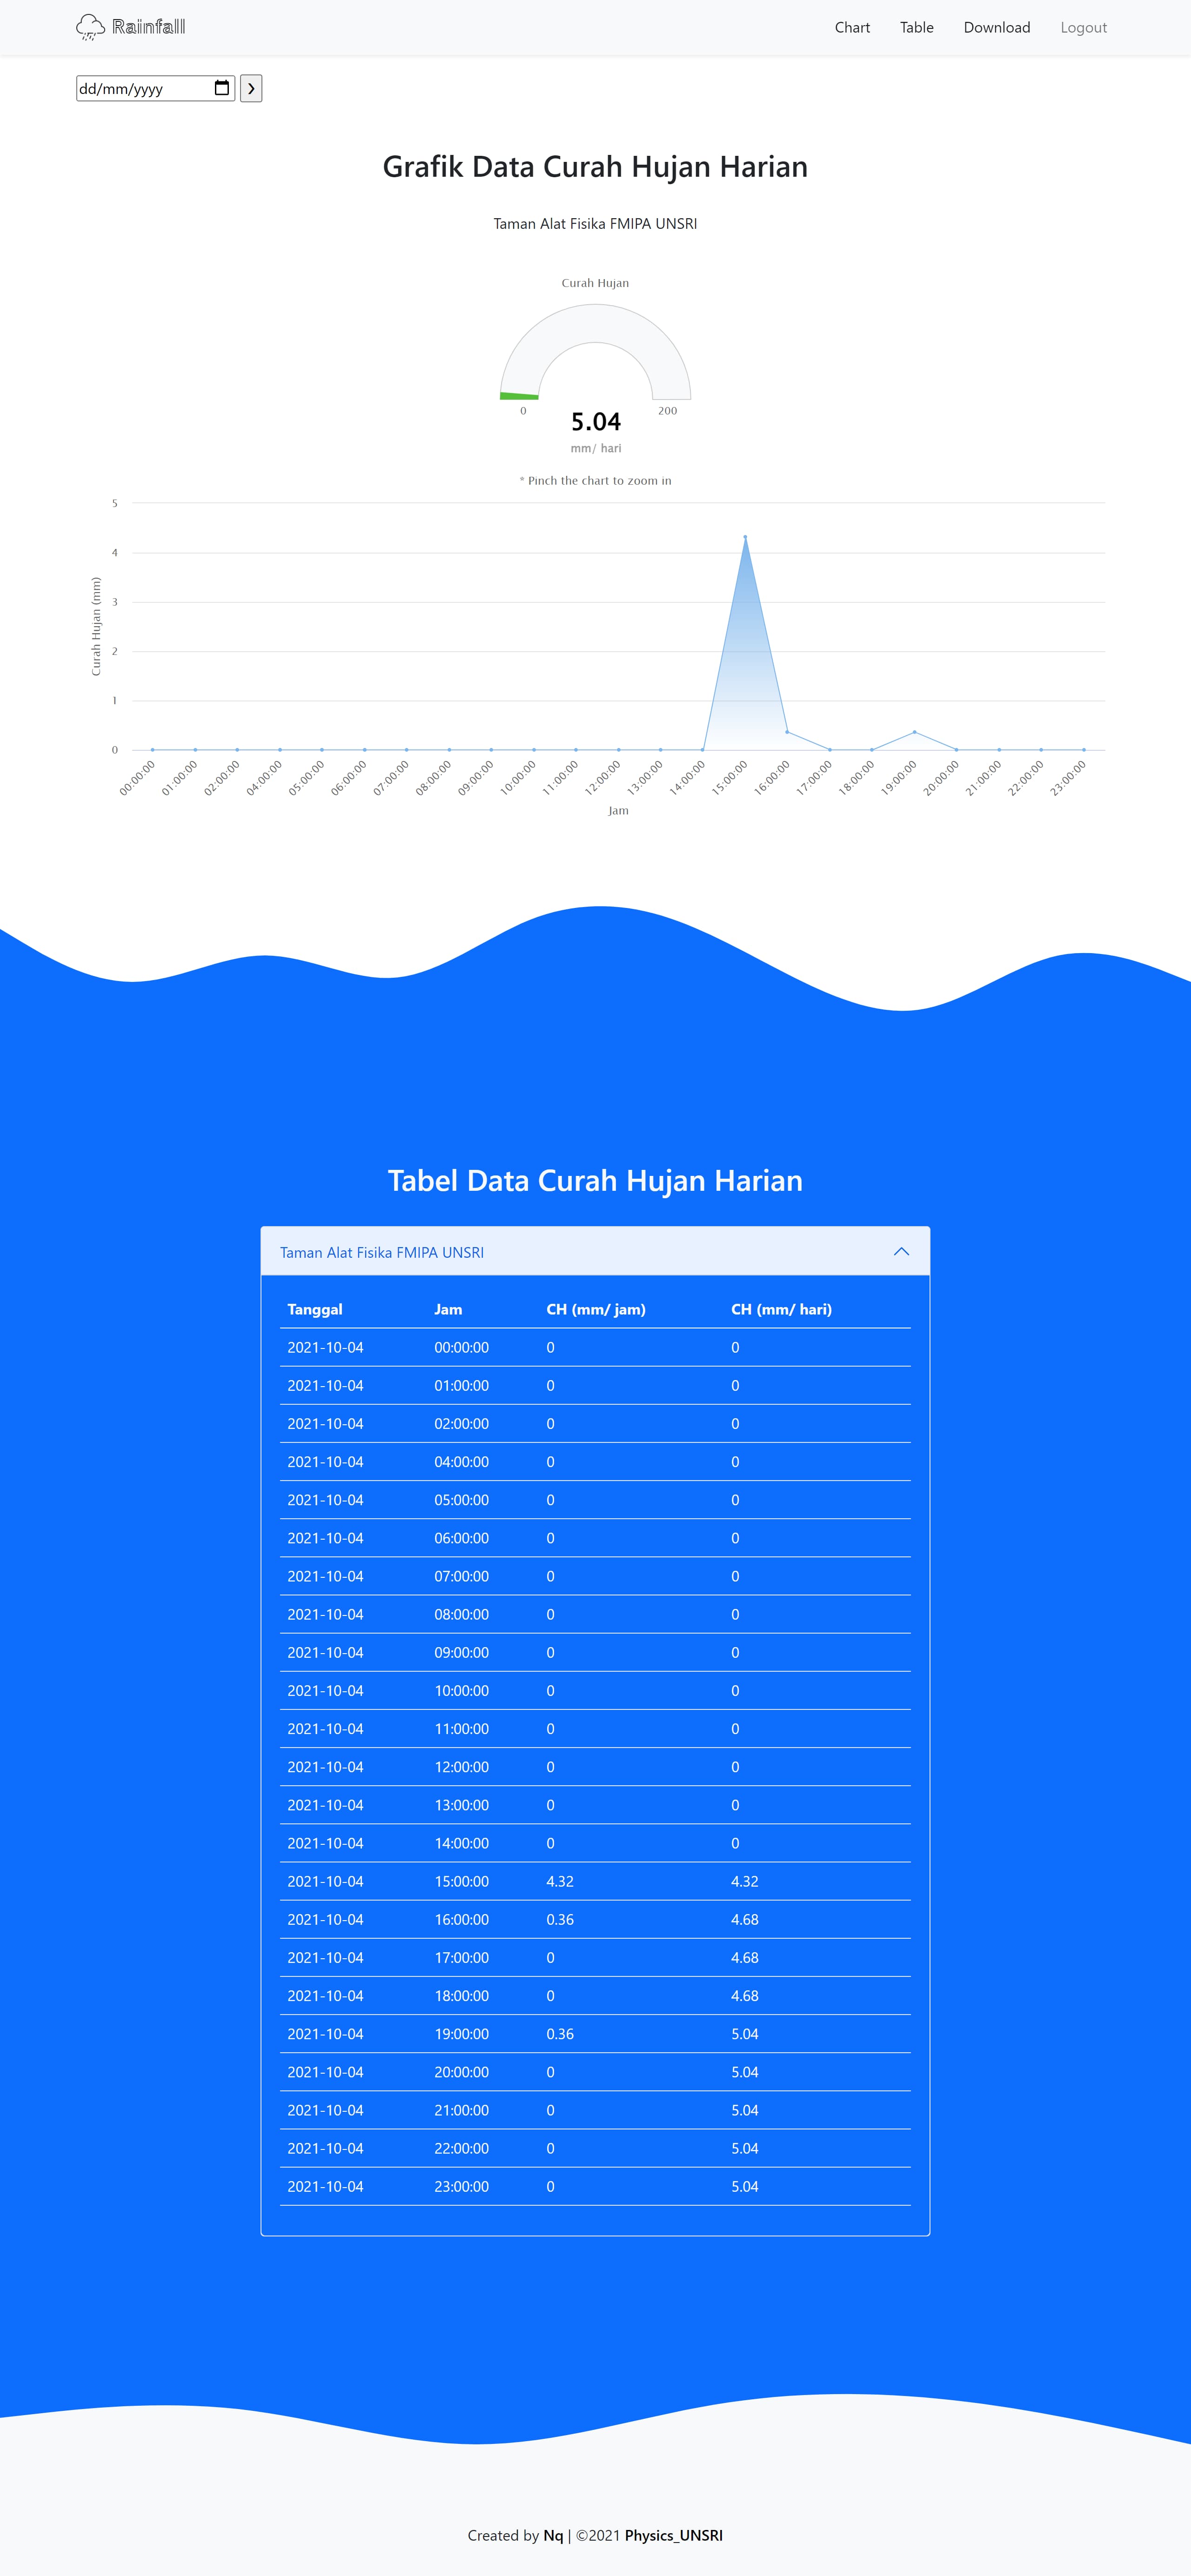 Rainfall
Chart Table Download Logout
dd/mm/yyyy ❯
Grafik Data Curah Hujan Harian
Taman Alat Fisika FMIPA UNSRI
Curah Hujan
0 200
5.04
mm/ hari
* Pinch the chart to zoom in
5
4
3
2
1
0
Curah Hujan (mm)
00:00:00 01:00:00 02:00:00 04:00:00 05:00:00 06:00:00 07:00:00 08:00:00 09:00:00 10:00:00 11:00:00 12:00:00 13:00:00 14:00:00 15:00:00 16:00:00 17:00:00 18:00:00 19:00:00 20:00:00 21:00:00 22:00:00 23:00:00
Jam
Tabel Data Curah Hujan Harian
Taman Alat Fisika FMIPA UNSRI
Tanggal Jam CH (mm/ jam) CH (mm/ hari)
2021-10-04 00:00:00 0 0
2021-10-04 01:00:00 0 0
2021-10-04 02:00:00 0 0
2021-10-04 04:00:00 0 0
2021-10-04 05:00:00 0 0
2021-10-04 06:00:00 0 0
2021-10-04 07:00:00 0 0
2021-10-04 08:00:00 0 0
2021-10-04 09:00:00 0 0
2021-10-04 10:00:00 0 0
2021-10-04 11:00:00 0 0
2021-10-04 12:00:00 0 0
2021-10-04 13:00:00 0 0
2021-10-04 14:00:00 0 0
2021-10-04 15:00:00 4.32 4.32
2021-10-04 16:00:00 0.36 4.68
2021-10-04 17:00:00 0 4.68
2021-10-04 18:00:00 0 4.68
2021-10-04 19:00:00 0.36 5.04
2021-10-04 20:00:00 0 5.04
2021-10-04 21:00:00 0 5.04
2021-10-04 22:00:00 0 5.04
2021-10-04 23:00:00 0 5.04
Created by Nq | ©2021 Physics_UNSRI